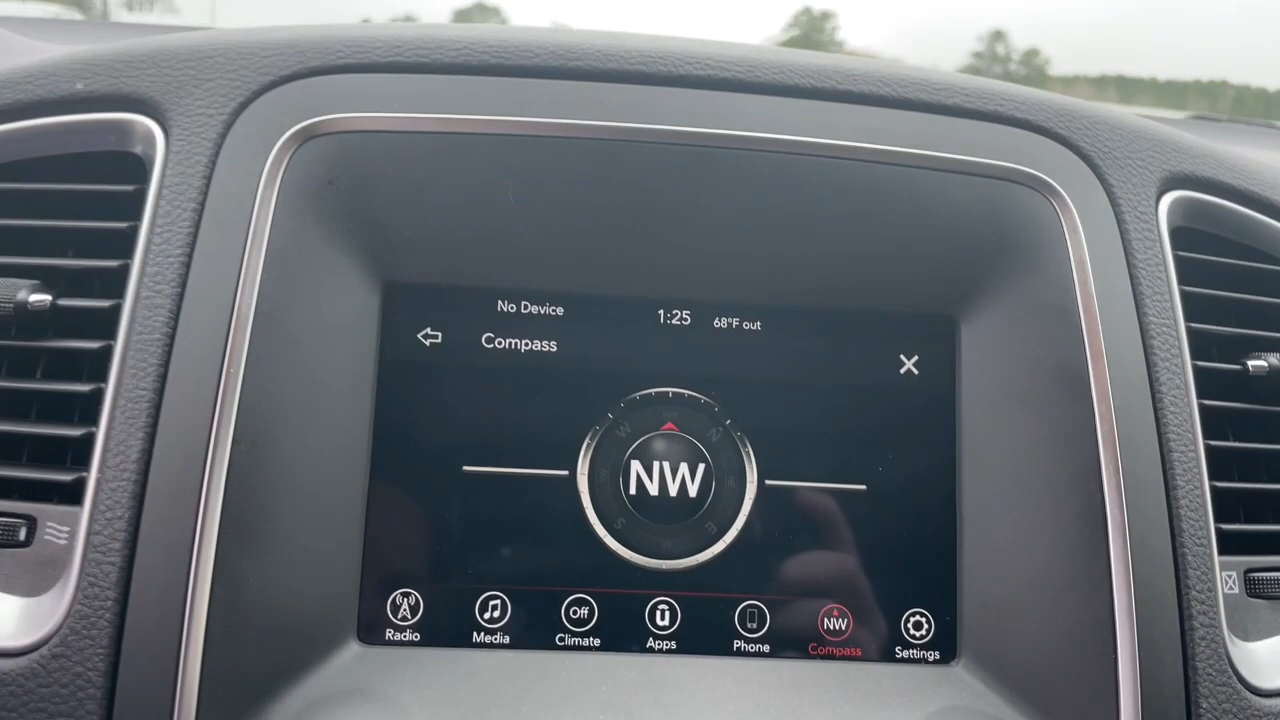 No Device
1:25
68°F out
Compass
W
N
NW
S
E
Radio
Media
Off
Climate
ū
Apps
Phone
NW
Compass
Settings